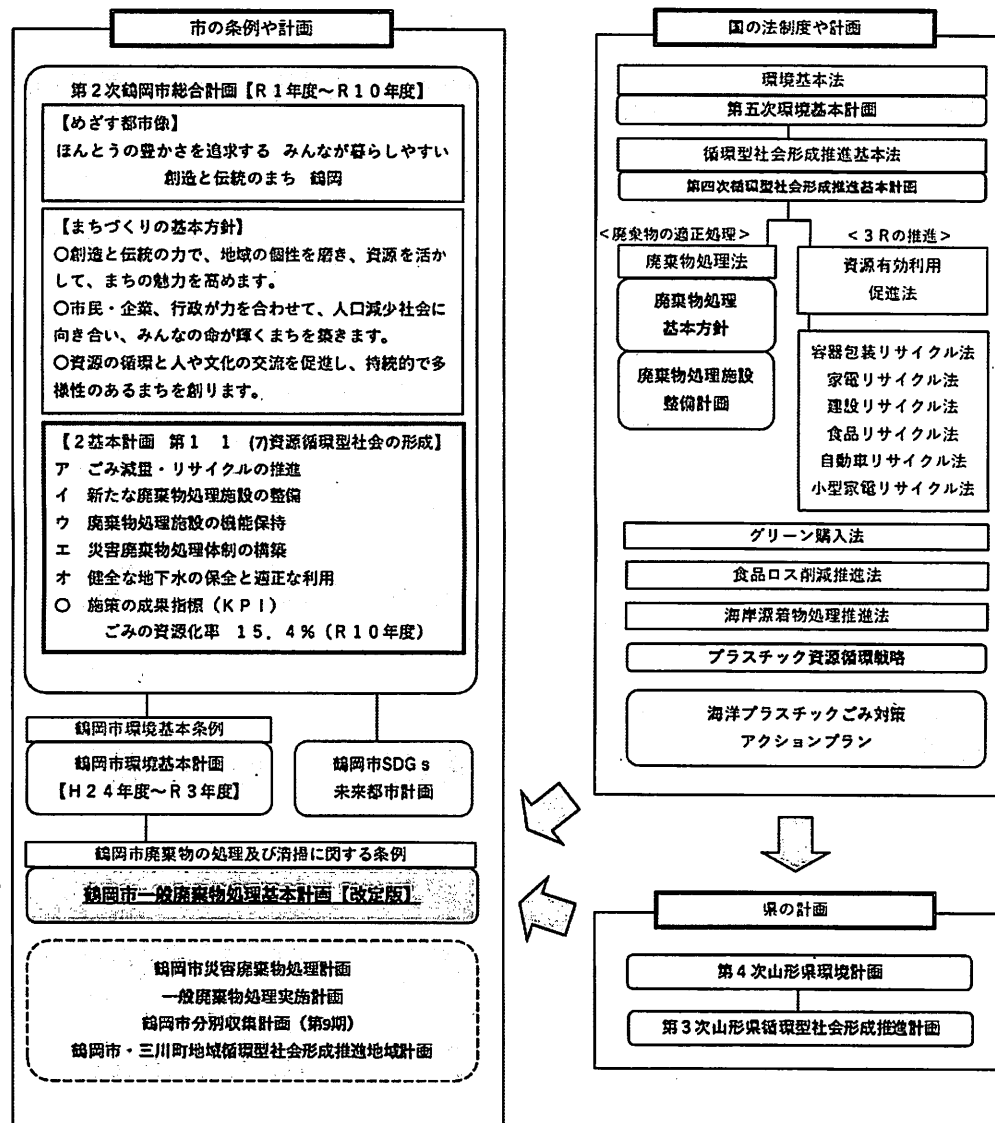 市の条例や計画
第2次鶴岡市総合計画【R1年度～R10年度】
【めざす都市像】
ほんとうの豊かさを追求する みんなが暮らしやすい
創造と伝統のまち 鶴岡
【まちづくりの基本方針】
〇創造と伝統の力で、地域の個性を磨き、資源を活か
して、まちの魅力を高めます。
〇市民・企業、行政が力を合わせて、人口減少社会に
向き合い、みんなの命が輝くまちを築きます。
〇資源の循環と人や文化の交流を促進し、持続的で多
様性のあるまちを創ります。
【2基本計画 第1 1 (7)資源循環型社会の形成】
ア ごみ減量・リサイクルの推進
イ 新たな廃棄物処理施設の整備
ウ 廃棄物処理施設の機能保持
エ 災害廃棄物処理体制の構築
オ 健全な地下水の保全と適正な利用
〇 施策の成果指標（KPI）
ごみの資源化率 15．4％（R10年度）
鶴岡市環境基本条例
鶴岡市環境基本計画
【H24年度～R3年度】
鶴岡市SDGs
未来都市計画
鶴岡市廃棄物の処理及び清掃に関する条例
鶴岡市一般廃棄物処理基本計画【改定版】
鶴岡市災害廃棄物処理計画
一般廃棄物処理実施計画
鶴岡市分別収集計画（第9期）
鶴岡市・三川町地域循環型社会形成推進地域計画
国の法制度や計画
環境基本法
第五次環境基本計画
循環型社会形成推進基本法
第四次循環型社会形成推進基本計画
＜廃棄物の適正処理＞
廃棄物処理法
廃棄物処理
基本方針
廃棄物処理施設
整備計画
＜3Rの推進＞
資源有効利用
促進法
容器包装リサイクル法
家電リサイクル法
建設リサイクル法
食品リサイクル法
自動車リサイクル法
小型家電リサイクル法
グリーン購入法
食品ロス削減推進法
海岸漂着物処理推進法
プラスチック資源循環戦略
海洋プラスチックごみ対策
アクションプラン
県の計画
第4次山形県環境計画
第3次山形県循環型社会形成推進計画